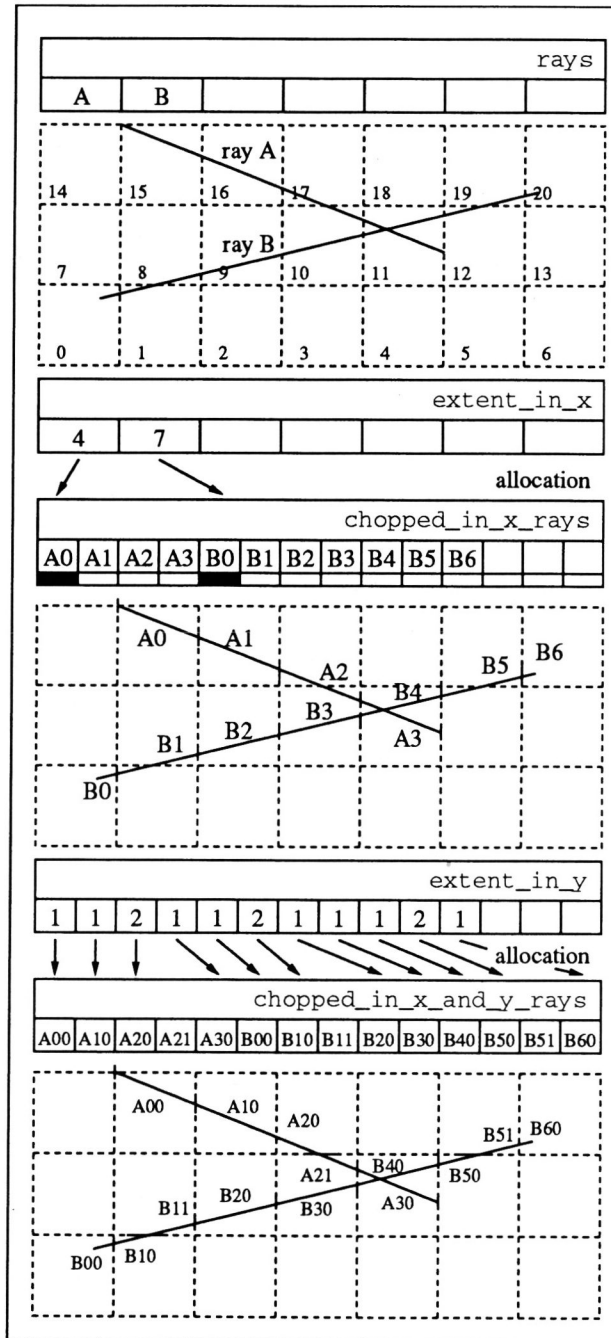 rays
A B
ray A
14 15 16 17 18 19 20
ray B
7 8 9 10 11 12 13
0 1 2 3 4 5 6
extent_in_x
4 7
allocation
chopped_in_x_rays
A0 A1 A2 A3 B0 B1 B2 B3 B4 B5 B6
A0 A1 A2 B5 B6
B4
B1 B2 B3 A3
B0
extent_in_y
1 1 2 1 1 2 1 1 1 2 1
allocation
chopped_in_x_and_y_rays
A00 A10 A20 A21 A30 B00 B10 B11 B20 B30 B40 B50 B51 B60
A00 A10 A20 B51 B60
A21 B40 B50
B11 B20 B30 A30
B00 B10